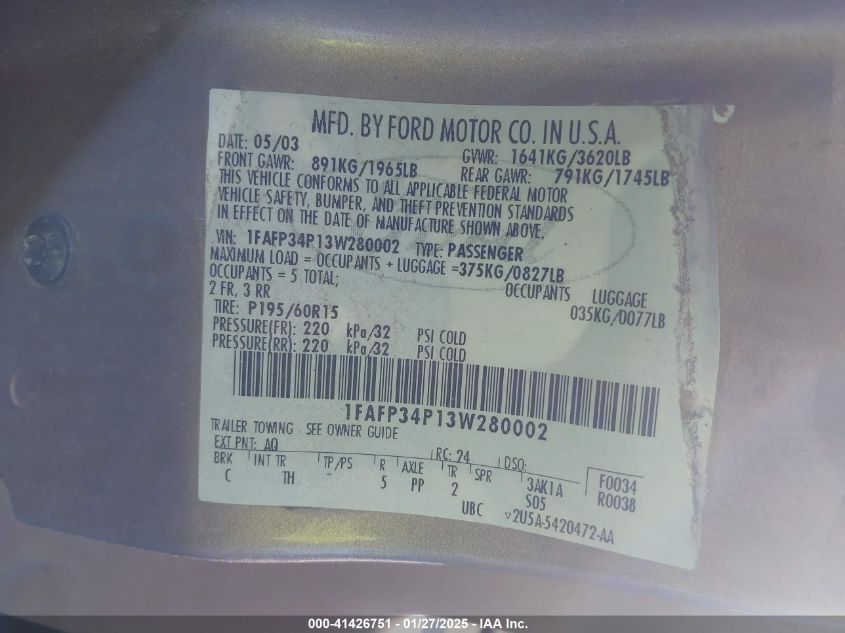 MFD. BY FORD MOTOR CO. IN U.S.A.
DATE: 05/03 GVWR: 1641KG/3620LB
FRONT GAWR: 891KG/1965LB REAR GAWR: 791KG/1745LB
THIS VEHICLE CONFORMS TO ALL APPLICABLE FEDERAL MOTOR
VEHICLE SAFETY, BUMPER, AND THEFT PREVENTION STANDARDS
IN EFFECT ON THE DATE OF MANUFACTURE SHOWN ABOVE.
VIN: 1FAFP34P13W280002 TYPE: PASSENGER
MAXIMUM LOAD = OCCUPANTS + LUGGAGE =375KG/0827LB
OCCUPANTS = 5 TOTAL; OCCUPANTS LUGGAGE
2 FR, 3 RR 035KG/0077LB
TIRE: P195/60R15
PRESSURE(FR): 220 kPa/32 PSI COLD
PRESSURE(RR): 220 kPa/32 PSI COLD
1FAFP34P13W280002
TRAILER TOWING - SEE OWNER GUIDE
EXT PNT: AQ RC: 24 DSO:
BRK INT TR TP/PS R AXLE TR SPR 3AK1A F0034
C TH - 5 PP 2 S05 R0038
UBC ▽2U5A-5420472-AA
000-41426751 — 01/27/2025 — IAA Inc.